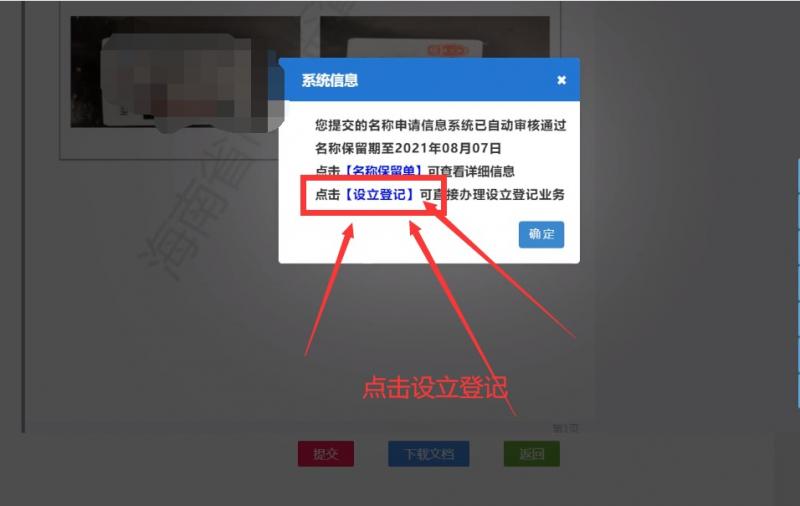 系统信息
您提交的名称申请信息系统已自动审核通过
名称保留期至2021年08月07日
点击【名称保留单】可查看详细信息
点击【设立登记】可直接办理设立登记业务
确定
点击设立登记
第1页
提交
下载文档
返回
海南省